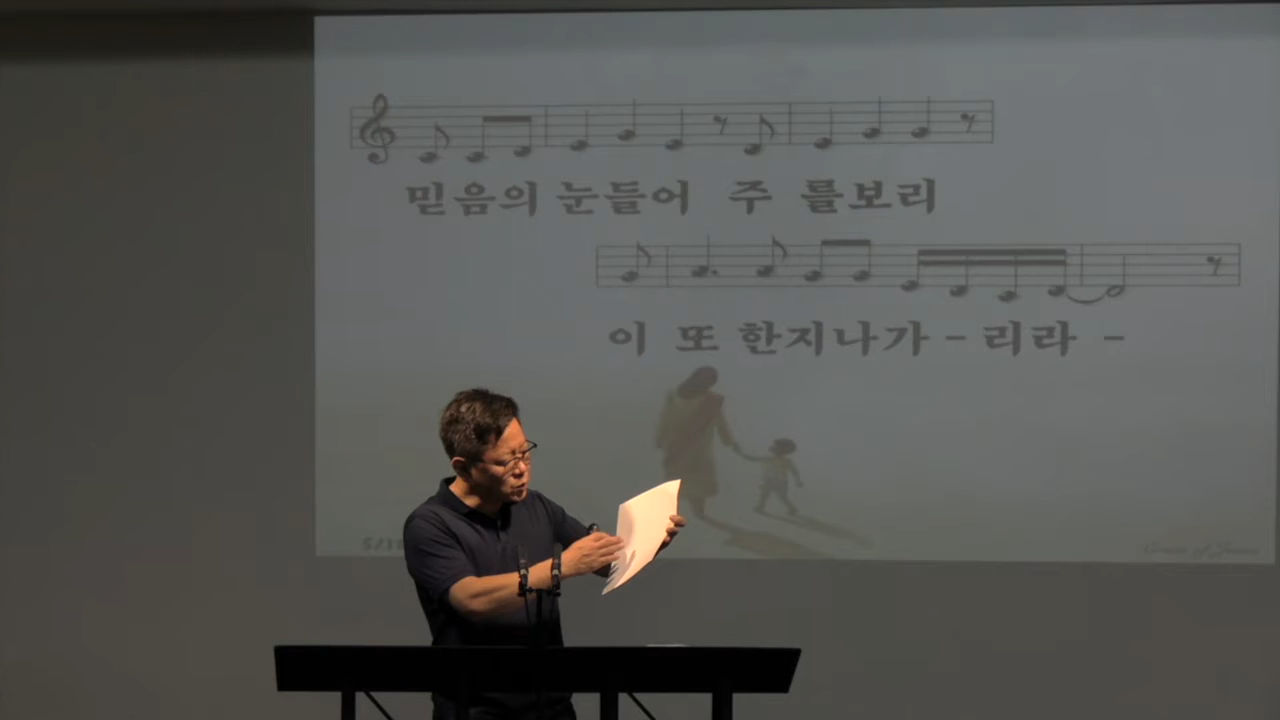 믿음의 눈들어 주 를보리
이 또 한지나가 - 리라 -